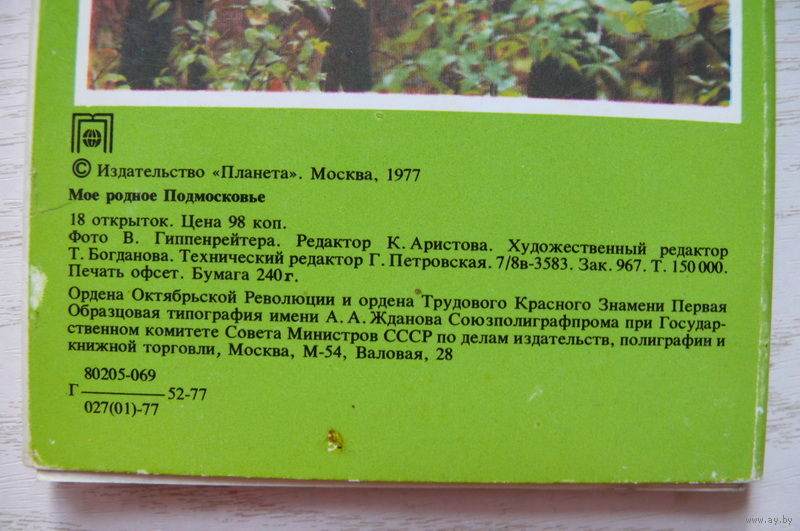 © Издательство «Планета». Москва, 1977
Мое родное Подмосковье
18 открыток. Цена 98 коп.
Фото В. Гиппенрейтера. Редактор К. Аристова. Художественный редактор
Т. Богданова. Технический редактор Г. Петровская. 7/8в-3583. Зак. 967. Т. 150 000.
Печать офсет. Бумага 240 г.
Ордена Октябрьской Революции и ордена Трудового Красного Знамени Первая
Образцовая типография имени А. А. Жданова Союзполиграфпрома при Государ-
ственном комитете Совета Министров СССР по делам издательств, полиграфии и
книжной торговли, Москва, М-54, Валовая, 28
80205-069
Г ———— 52-77
027(01)-77
www.ay.by